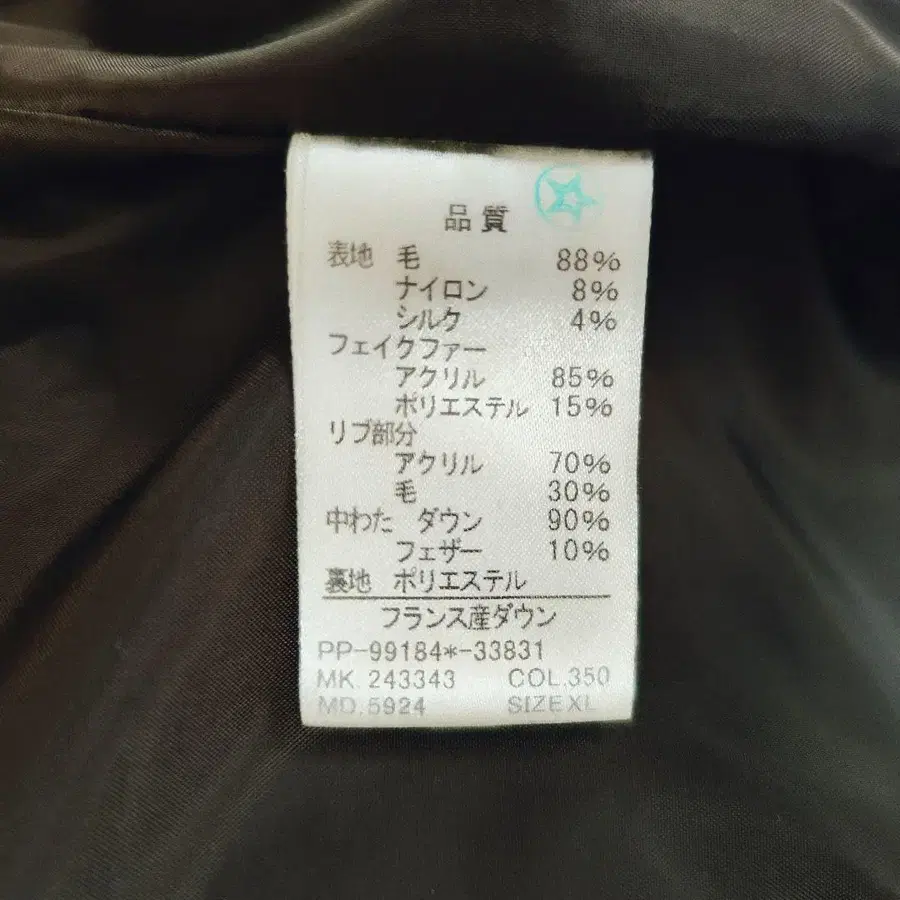 品質
表地 毛 88%
ナイロン 8%
シルク 4%
フェイクファー
アクリル 85%
ポリエステル 15%
リブ部分
アクリル 70%
毛 30%
中わた ダウン 90%
フェザー 10%
裏地 ポリエステル
フランス産ダウン
PP-99184*-33831
MK.243343 COL.350
MD.5924 SIZE XL